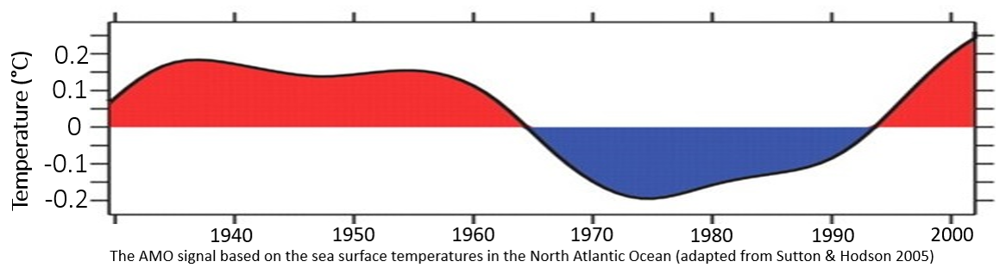 Temperature (°C)
0.2
0.1
0
-0.1
-0.2
1940 1950 1960 1970 1980 1990 2000
The AMO signal based on the sea surface temperatures in the North Atlantic Ocean (adapted from Sutton & Hodson 2005)